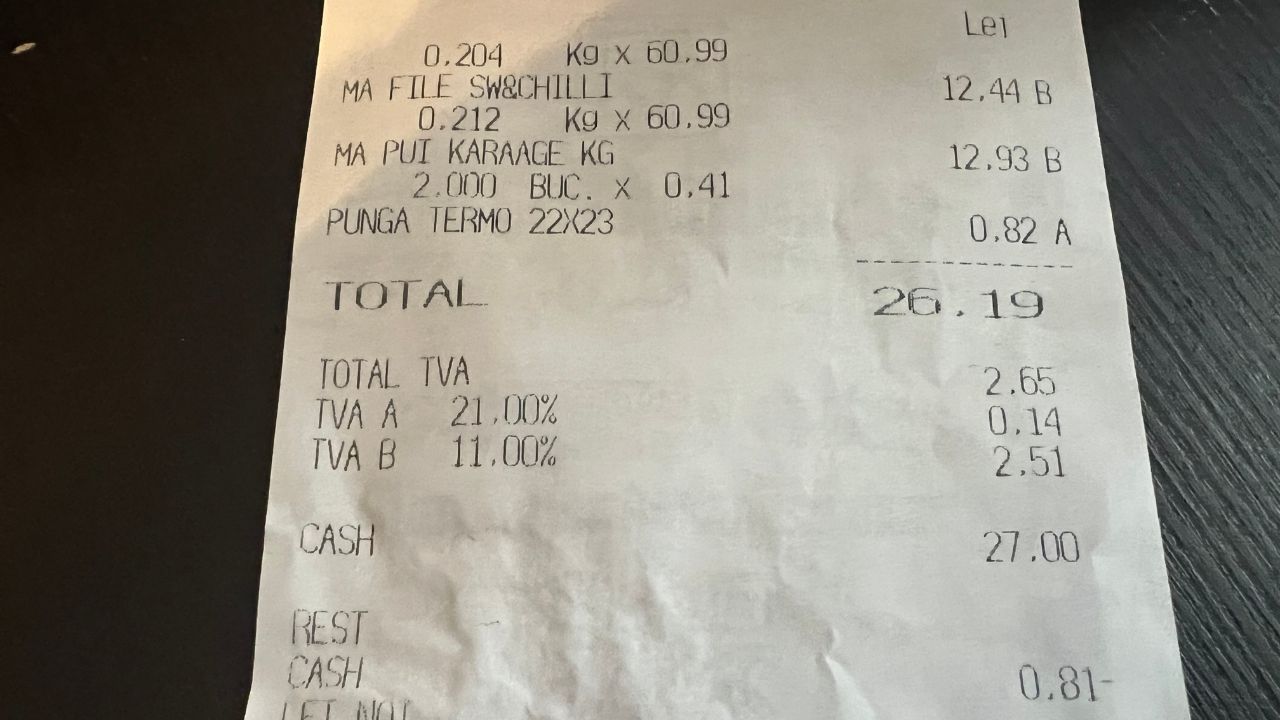 Lei
0.204 Kg X 60.99
MA FILE SW&CHILLI 12.44 B
0.212 Kg X 60.99
MA PUI KARAAGE KG 12.93 B
2.000 BUC. X 0.41
PUNGA TERMO 22X23 0.82 A
TOTAL 26.19
TOTAL TVA 2.65
TVA A 21.00% 0.14
TVA B 11.00% 2.51
CASH 27.00
REST
CASH 0.81-